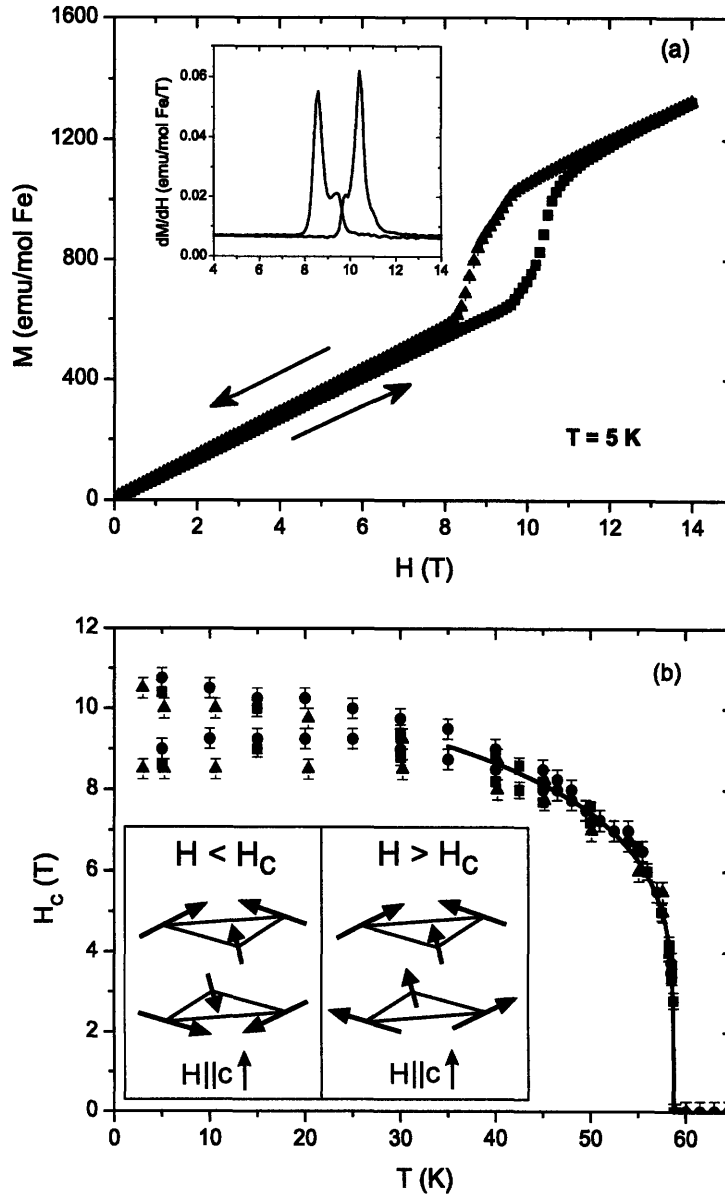 1600
(a)
0.06
0.04
0.02
0.00
4 6 8 10 12 14
dM/dH (emu/mol Fe/T)
1200
800
400
0
M (emu/mol Fe)
T = 5 K
0 2 4 6 8 10 12 14
H (T)
12
(b)
10
8
6
4
2
0
H_C (T)
H < H_C H > H_C
H||c H||c
0 10 20 30 40 50 60
T (K)